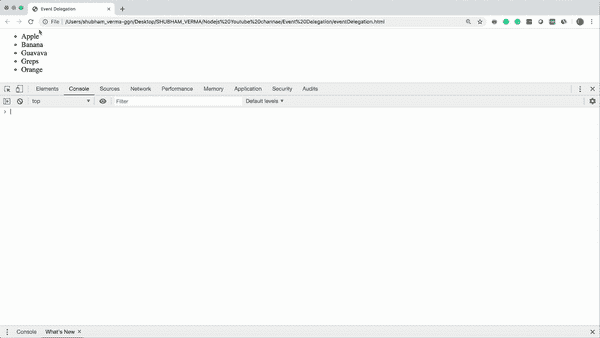 Event Delegation
File /Users/shubham_verma-ggn/Desktop/SHUBHAM_VERMA/Nodejs%20Youtube%20channae/Event%20Delegation/eventDelegation.html
Apple
Banana
Guavava
Greps
Orange
Elements Console Sources Network Performance Memory Application Security Audits
top Filter Default levels
Console What's New